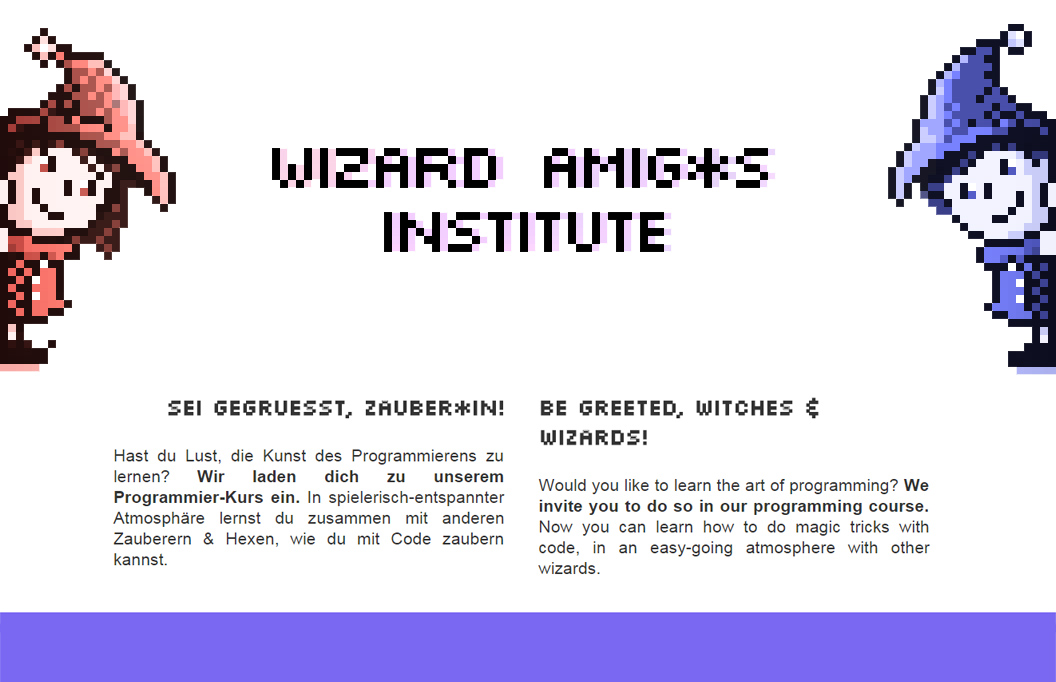 WIZARD AMIG*S
INSTITUTE
SEI GEGRUESST, ZAUBER*IN!
Hast du Lust, die Kunst des Programmierens zu
lernen? Wir laden dich zu unserem
Programmier-Kurs ein. In spielerisch-entspannter
Atmosphäre lernst du zusammen mit anderen
Zauberern & Hexen, wie du mit Code zaubern
kannst.
BE GREETED, WITCHES &
WIZARDS!
Would you like to learn the art of programming? We
invite you to do so in our programming course.
Now you can learn how to do magic tricks with
code, in an easy-going atmosphere with other
wizards.